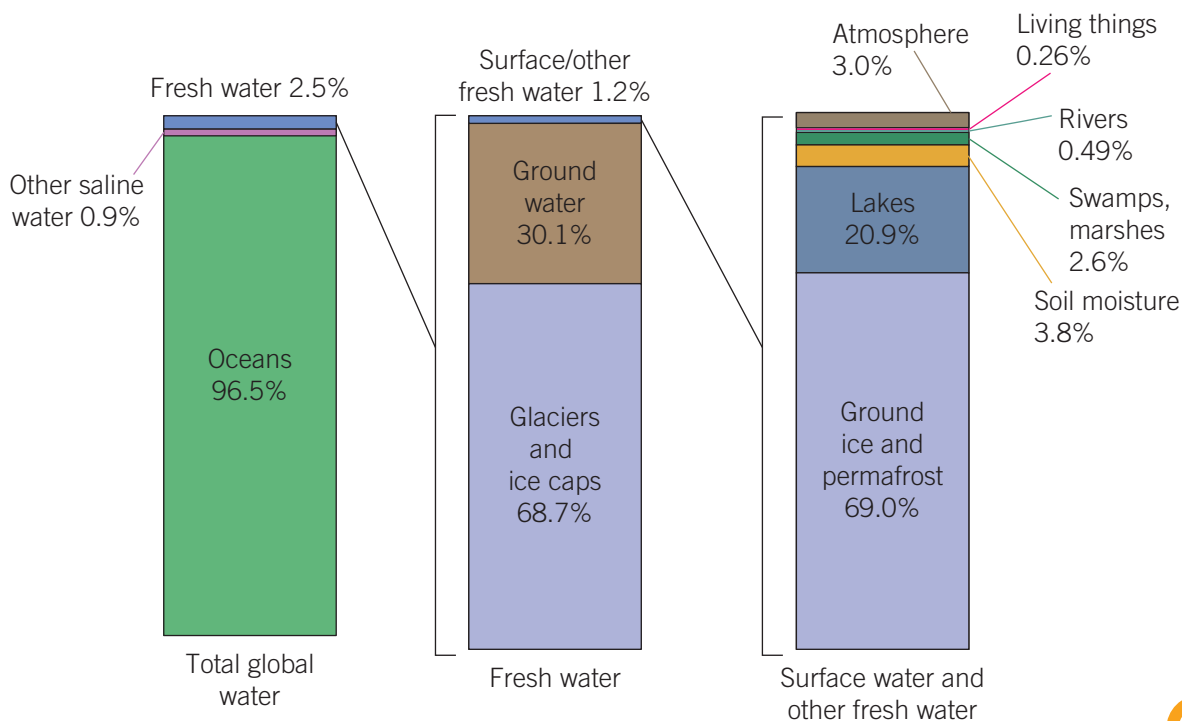 Fresh water 2.5%
Other saline
water 0.9%
Oceans
96.5%
Total global
water
Surface/other
fresh water 1.2%
Ground
water
30.1%
Glaciers
and
ice caps
68.7%
Fresh water
Atmosphere
3.0%
Living things
0.26%
Rivers
0.49%
Swamps,
marshes
2.6%
Soil moisture
3.8%
Lakes
20.9%
Ground
ice and
permafrost
69.0%
Surface water and
other fresh water